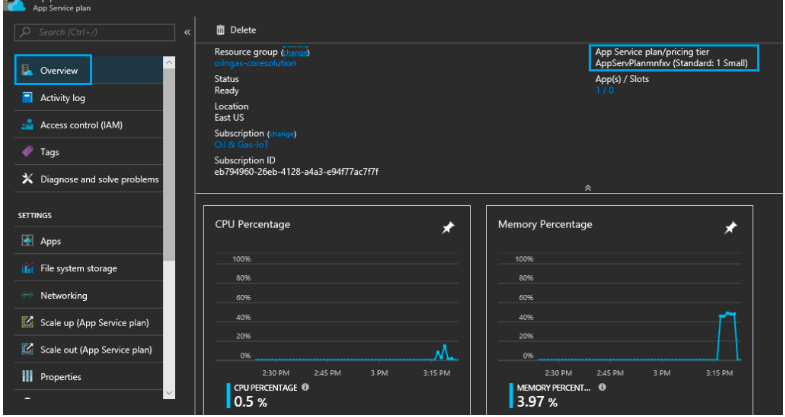 App Service plan
Search (Ctrl+/)
«
Overview
Activity log
Access control (IAM)
Tags
Diagnose and solve problems
SETTINGS
Apps
File system storage
Networking
Scale up (App Service plan)
Scale out (App Service plan)
Properties
Delete
Resource group (change)
oilngas-coresolution
Status
Ready
Location
East US
Subscription (change)
Oil & Gas-IoT
Subscription ID
eb794960-26eb-4128-a4a3-e94f77ac7f7f
App Service plan/pricing tier
AppServPlanmnfxv (Standard: 1 Small)
App(s) / Slots
1 / 0
CPU Percentage
100%
80%
60%
40%
20%
0%
2:30 PM 2:45 PM 3 PM 3:15 PM
CPU PERCENTAGE
0.5 %
Memory Percentage
100%
80%
60%
40%
20%
0%
2:30 PM 2:45 PM 3 PM 3:15 PM
MEMORY PERCENT...
3.97 %